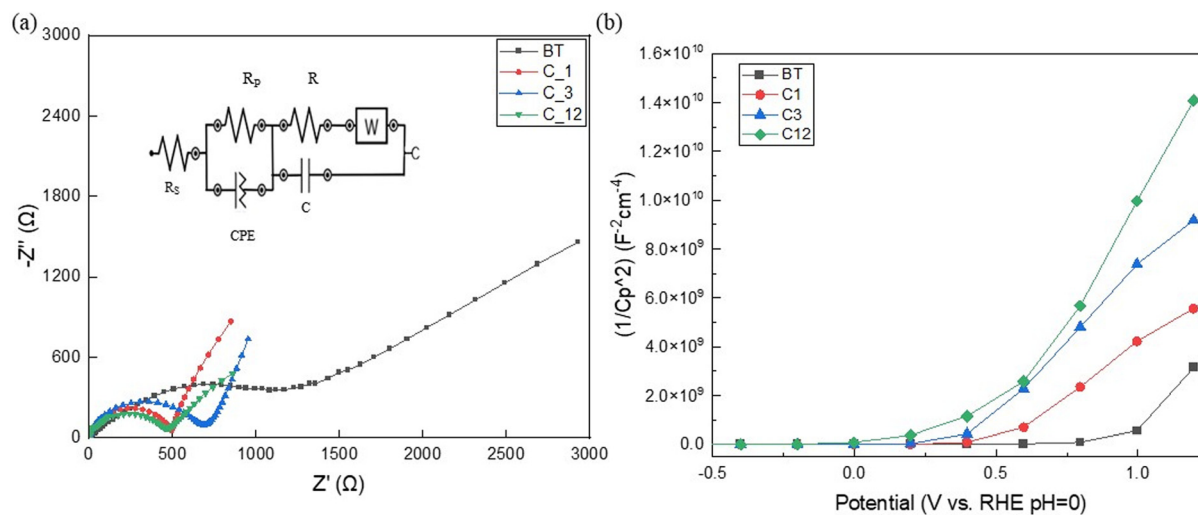 (a)
3000
2400
1800
1200
600
0
-Z'' (Ω)
BT
C_1
C_3
C_12
R_P
R
W
C
R_S
CPE
C
0
500
1000
1500
2000
2500
3000
Z' (Ω)
(b)
1.6×10^10
1.4×10^10
1.2×10^10
1.0×10^10
8.0×10^9
6.0×10^9
4.0×10^9
2.0×10^9
0.0
(1/Cp^2) (F^-2cm^-4)
BT
C1
C3
C12
-0.5
0.0
0.5
1.0
Potential (V vs. RHE pH=0)